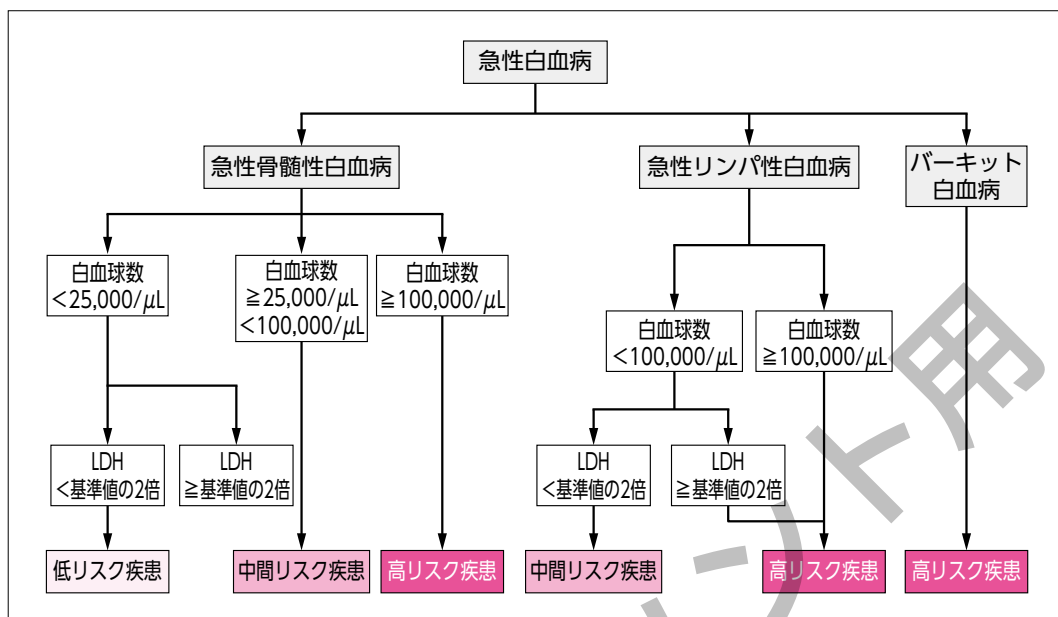 急性白血病
急性骨髄性白血病
急性リンパ性白血病
バーキット
白血病
白血球数
<25,000/μL
白血球数
≧25,000/μL
<100,000/μL
白血球数
≧100,000/μL
白血球数
<100,000/μL
白血球数
≧100,000/μL
LDH
<基準値の2倍
LDH
≧基準値の2倍
LDH
<基準値の2倍
LDH
≧基準値の2倍
低リスク疾患
中間リスク疾患
高リスク疾患
中間リスク疾患
高リスク疾患
高リスク疾患
ント用